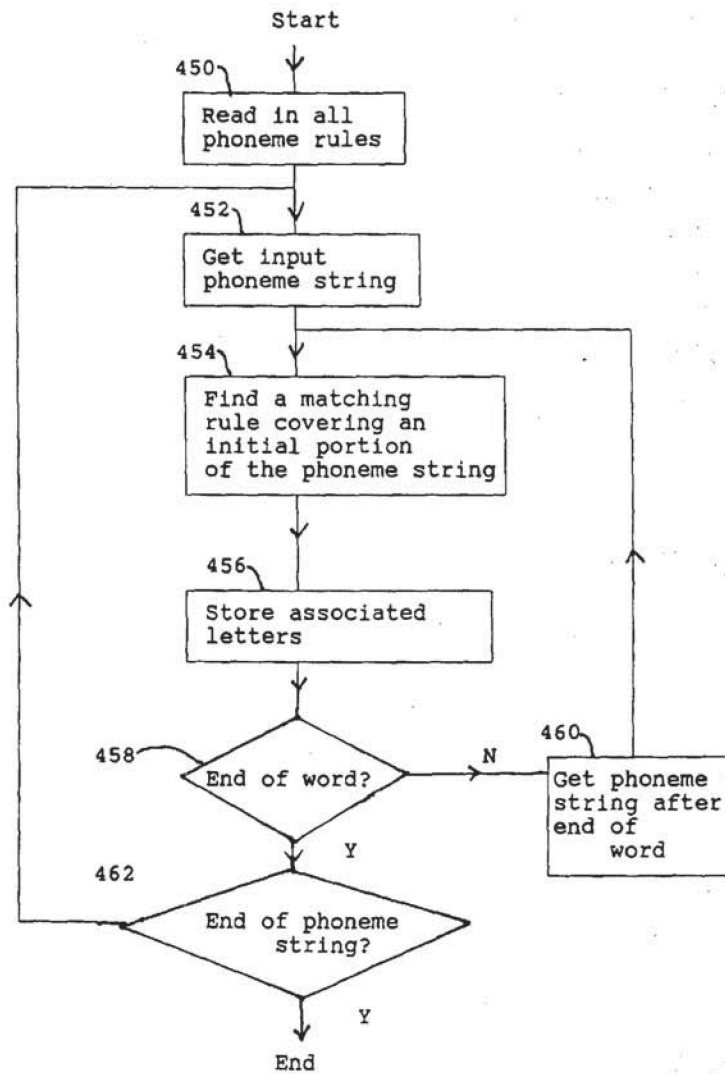 Start
450
Read in all
phoneme rules
452
Get input
phoneme string
454
Find a matching
rule covering an
initial portion
of the phoneme string
456
Store associated
letters
458
End of word?
N
460
Get phoneme
string after
end of
word
Y
462
End of phoneme
string?
Y
End